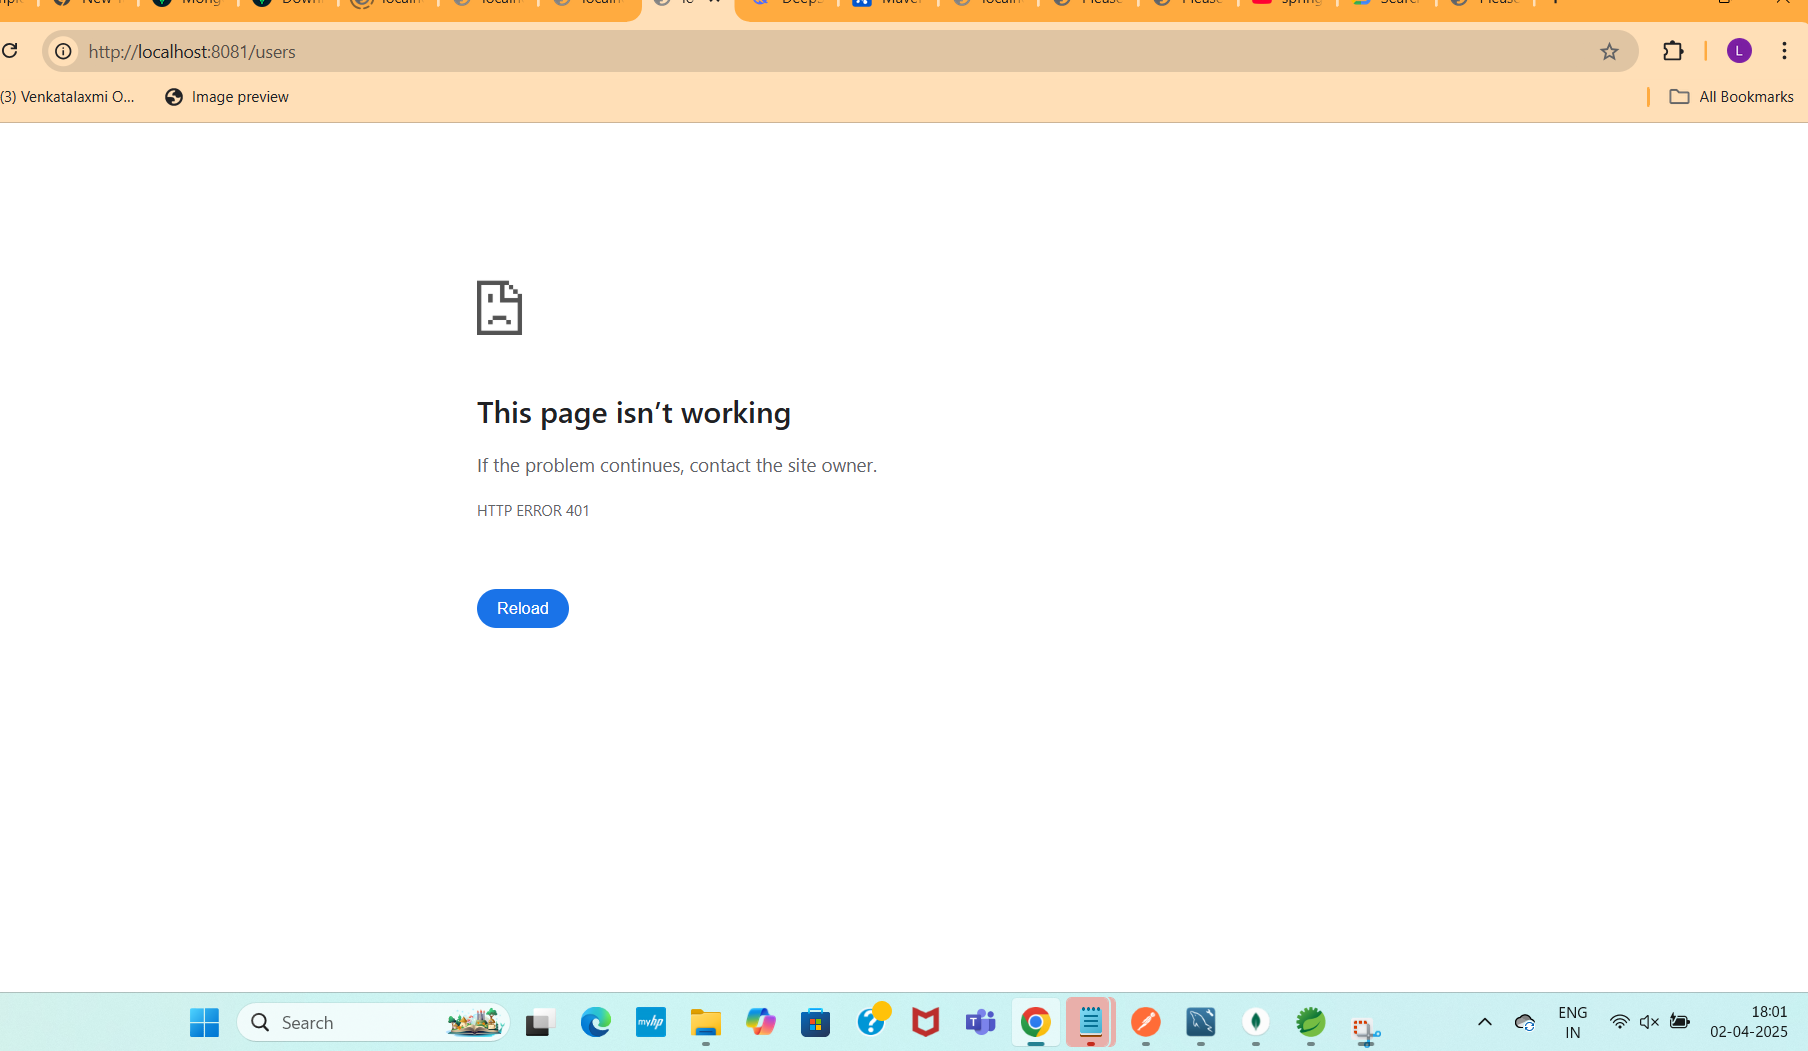 http://localhost:8081/users
(3) Venkatalaxmi O...
Image preview
All Bookmarks
This page isn’t working
If the problem continues, contact the site owner.
HTTP ERROR 401
Reload
Search
myhp
ENG
IN
18:01
02-04-2025
L